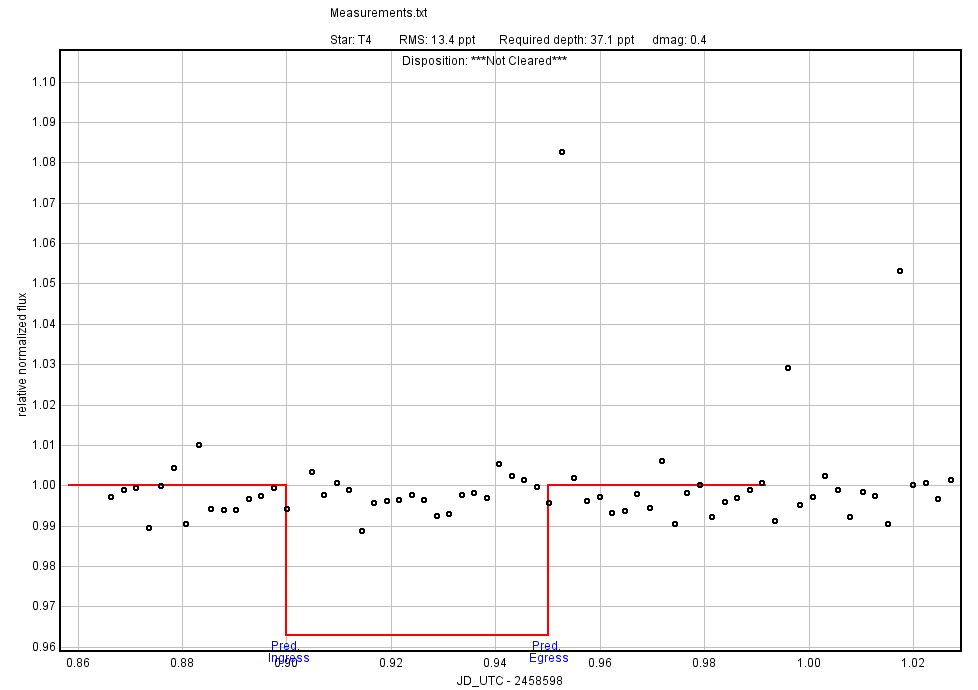 Measurements.txt
Star: T4 RMS: 13.4 ppt Required depth: 37.1 ppt dmag: 0.4
Disposition: ***Not Cleared***
1.10
1.09
1.08
1.07
1.06
1.05
1.04
1.03
1.02
1.01
1.00
0.99
0.98
0.97
0.96
relative normalized flux
Pred. Pred.
Ingress Egress
0.86 0.88 0.90 0.92 0.94 0.96 0.98 1.00 1.02
JD_UTC - 2458598